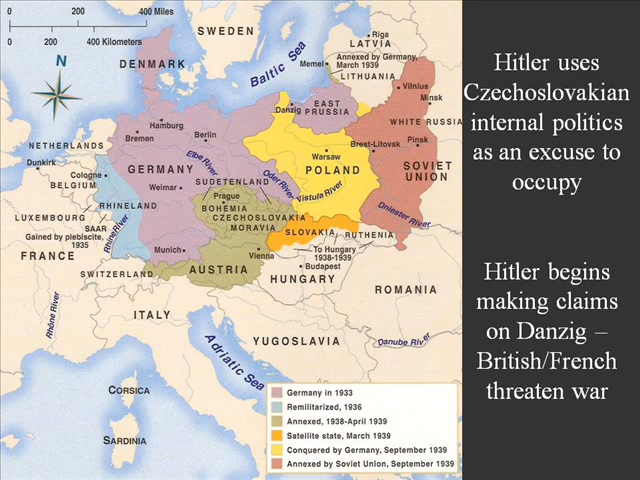 0 200 400 Miles
0 200 400 Kilometers
N
SWEDEN
DENMARK
Baltic Sea
Riga
LATVIA
Annexed by Germany,
March 1939
Memel
LITHUANIA
Vilnius
Minsk
WHITE RUSSIA
Danzig
EAST
PRUSSIA
Hamburg
Bremen
Berlin
NETHERLANDS
Dunkirk
Cologne
BELGIUM
GERMANY
Elbe River
Weimar
SUDETENLAND
Oder River
Warsaw
POLAND
Vistula River
Brest-Litovsk
Pinsk
SOVIET
UNION
Dniester River
RHINELAND
LUXEMBOURG
SAAR
Gained by plebiscite,
1935
Rhine River
Prague
BOHEMIA
CZECHOSLOVAKIA
MORAVIA
SLOVAKIA
RUTHENIA
Munich
Vienna
To Hungary
1938-1939
Budapest
FRANCE
SWITZERLAND
AUSTRIA
HUNGARY
ROMANIA
Rhône River
ITALY
YUGOSLAVIA
Danube River
Adriatic Sea
CORSICA
SARDINIA
Germany in 1933
Remilitarized, 1936
Annexed, 1938-April 1939
Satellite state, March 1939
Conquered by Germany, September 1939
Annexed by Soviet Union, September 1939
Hitler uses
Czechoslovakian
internal politics
as an excuse to
occupy
Hitler begins
making claims
on Danzig –
British/French
threaten war